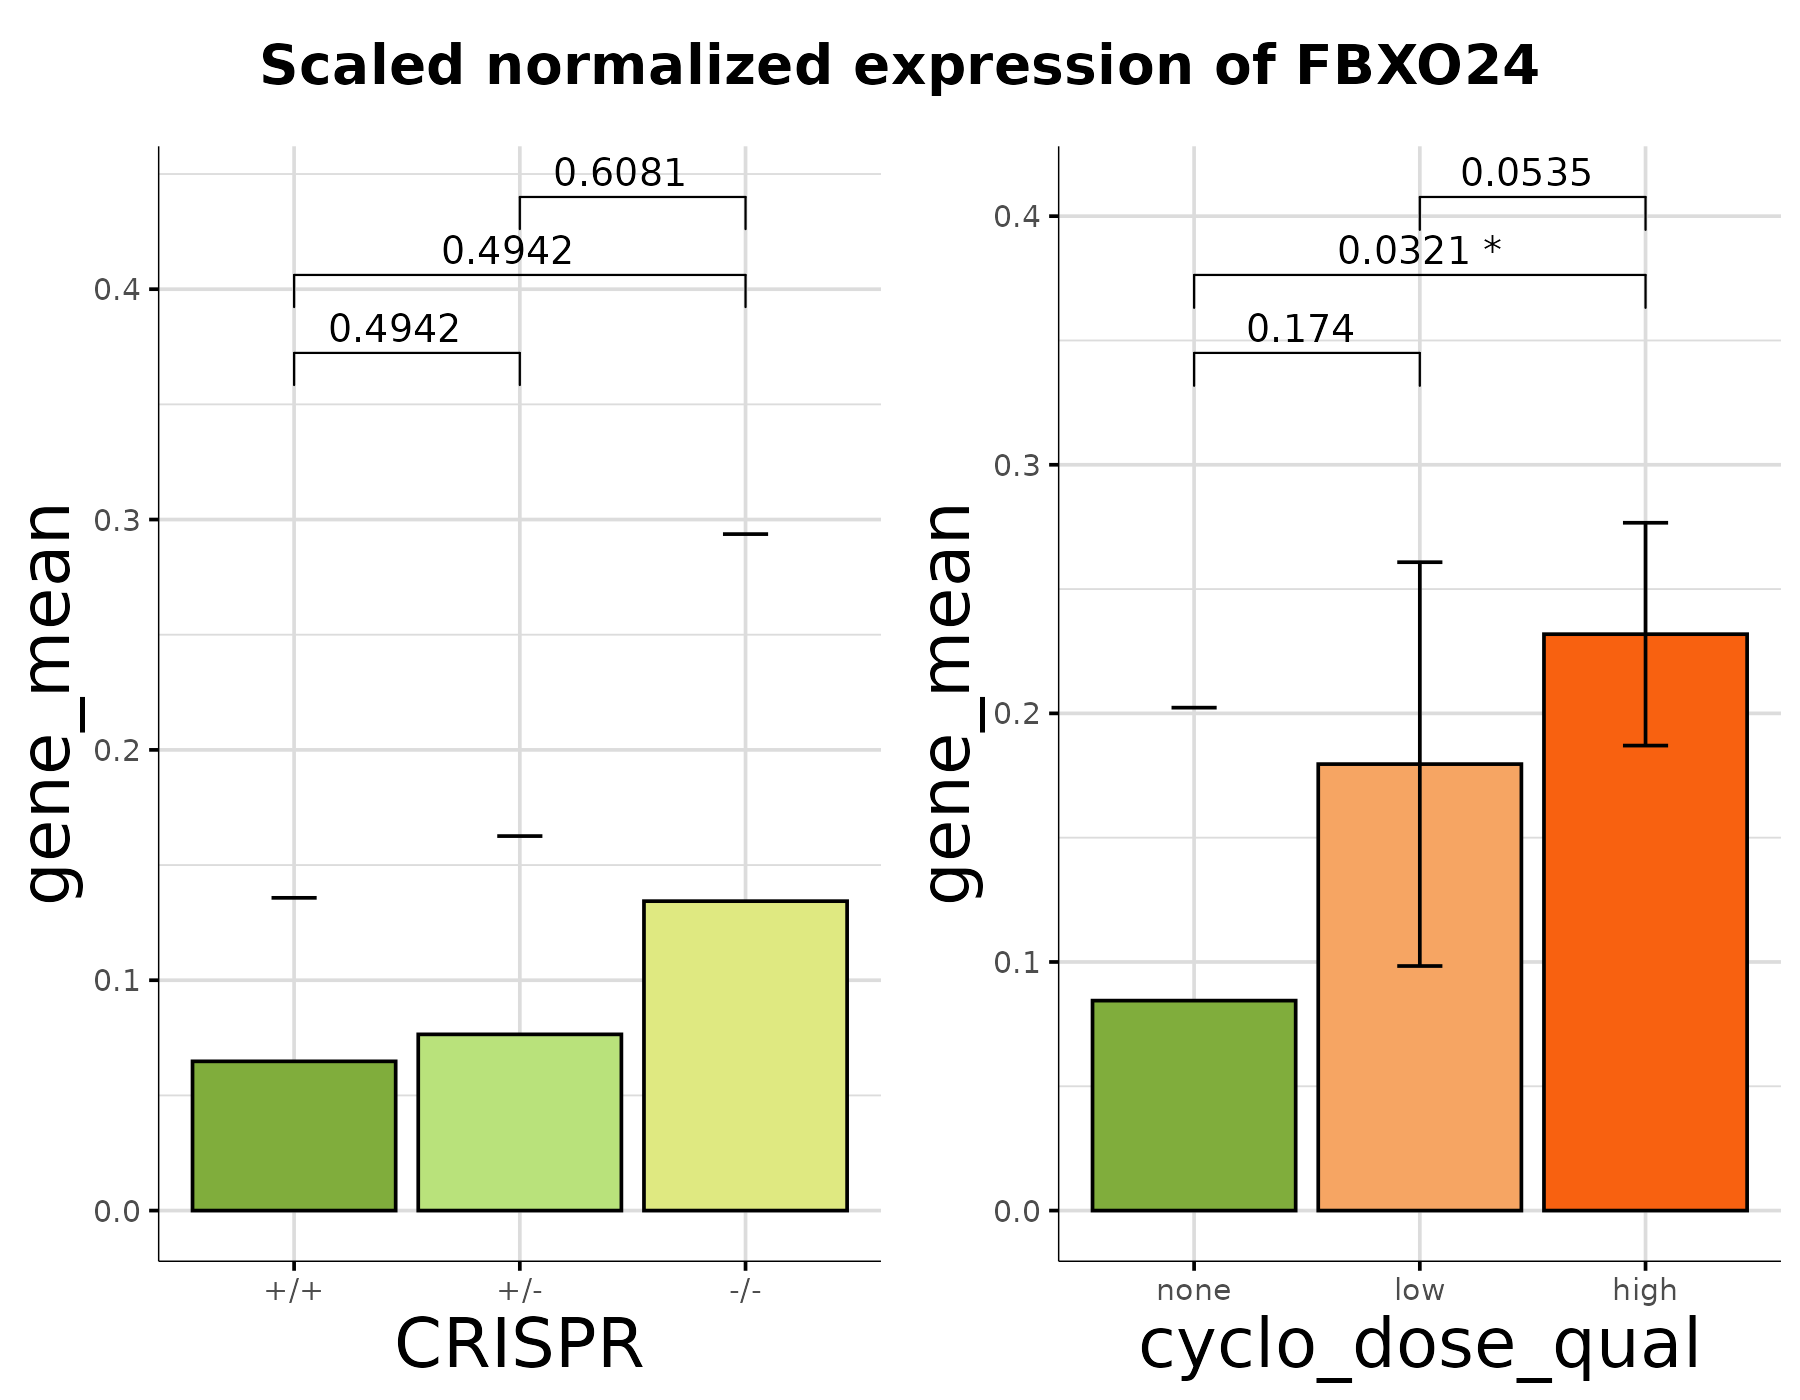 Scaled normalized expression of FBXO24
gene_mean
0.4
0.3
0.2
0.1
0.0
0.6081
0.4942
0.4942
+/+
+/-
-/-
CRISPR
gene_mean
0.4
0.3
0.2
0.1
0.0
0.0535
0.0321 *
0.174
none
low
high
cyclo_dose_qual